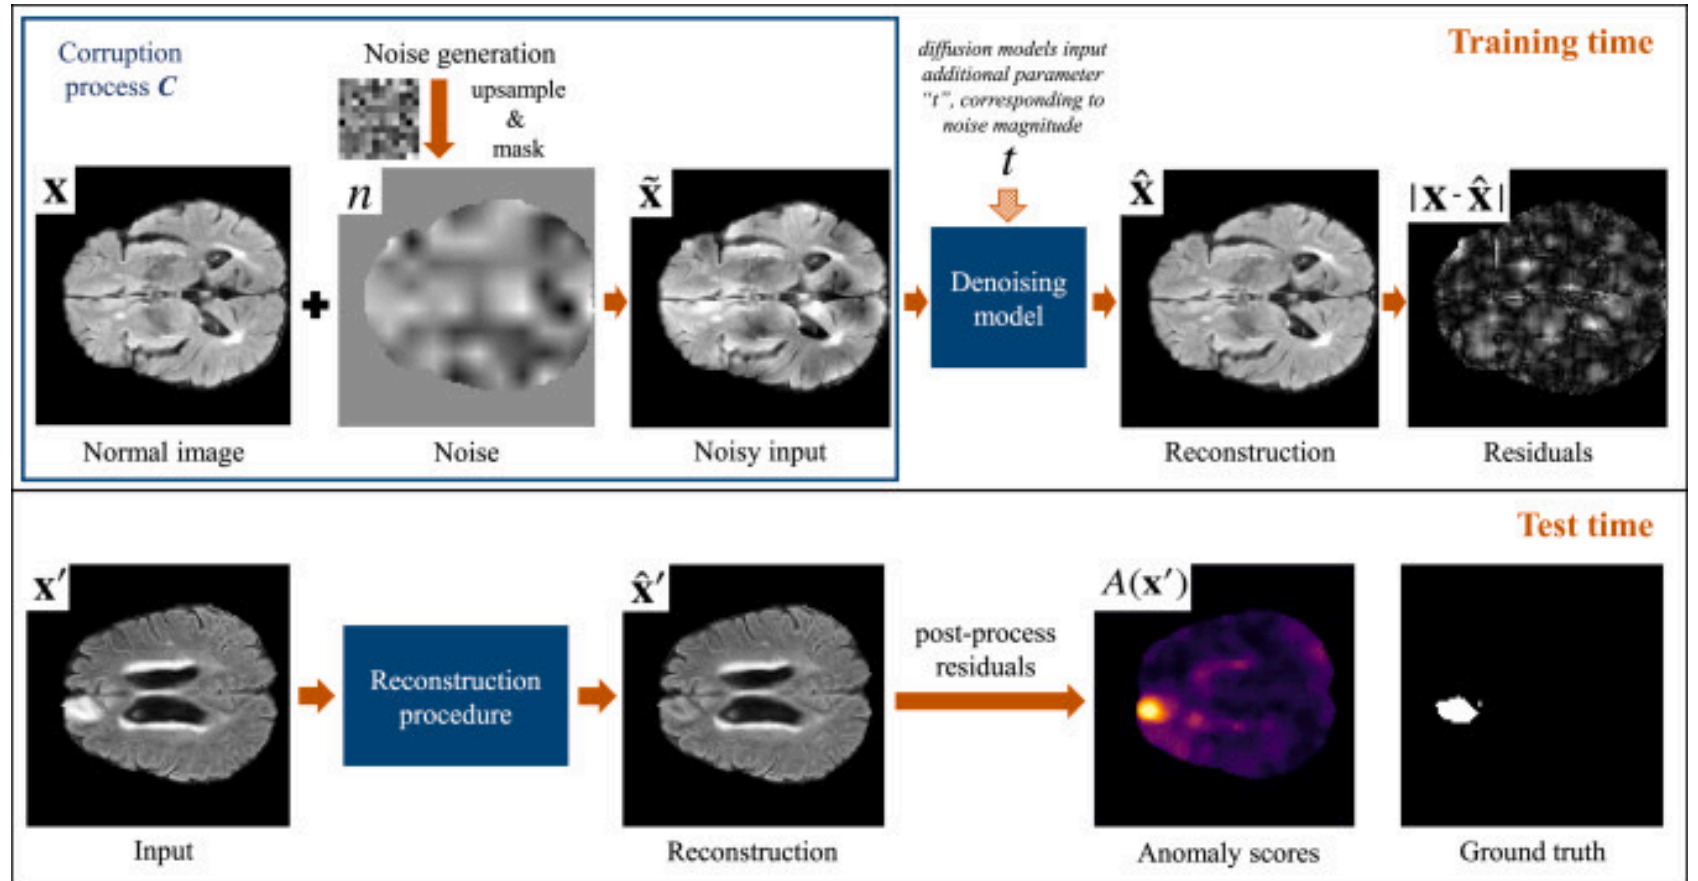 Training time
Corruption
process C
Noise generation
upsample
&
mask
diffusion models input
additional parameter
“t”, corresponding to
noise magnitude
t
x
n
x̃
Denoising
model
x̂
|x - x̂|
Normal image
Noise
Noisy input
Reconstruction
Residuals
Test time
x′
Reconstruction
procedure
x̂′
post-process
residuals
A(x′)
Input
Reconstruction
Anomaly scores
Ground truth